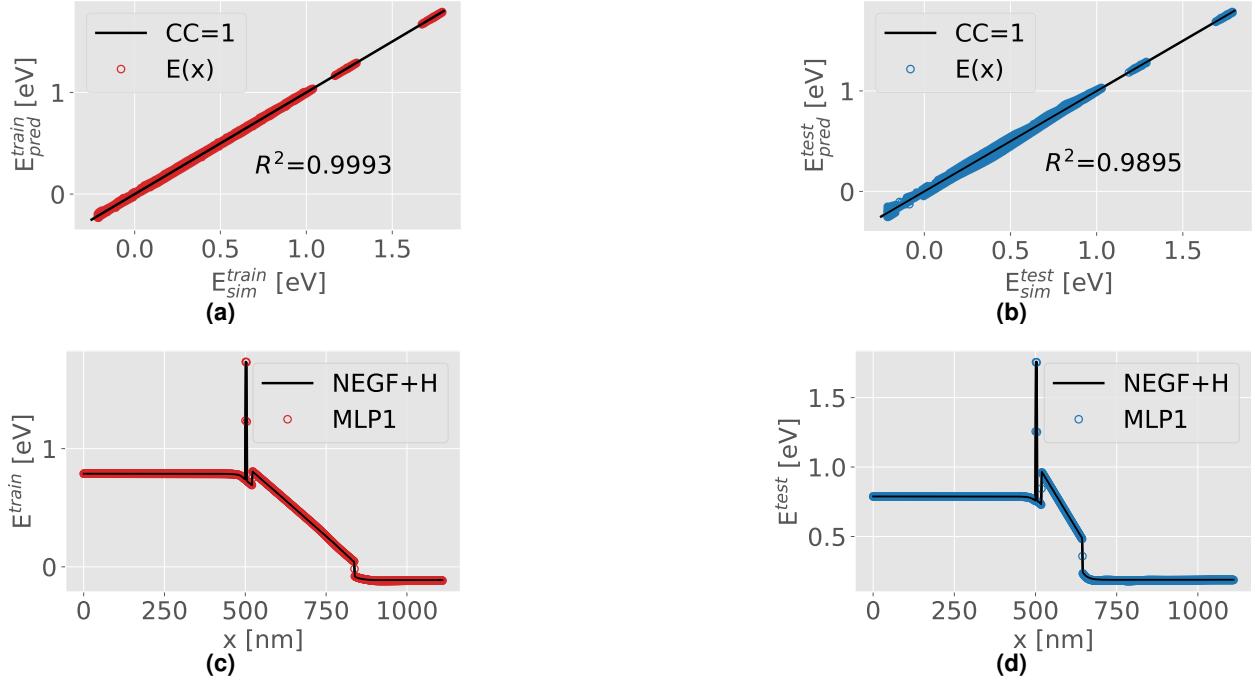 CC=1
E(x)
R²=0.9993
1
0
0.0 0.5 1.0 1.5
E_pred^train [eV]
E_sim^train [eV]
(a)
CC=1
E(x)
R²=0.9895
1
0
0.0 0.5 1.0 1.5
E_pred^test [eV]
E_sim^test [eV]
(b)
NEGF+H
MLP1
1
0
0 250 500 750 1000
E^train [eV]
x [nm]
(c)
NEGF+H
MLP1
1.5
1.0
0.5
0 250 500 750 1000
E^test [eV]
x [nm]
(d)